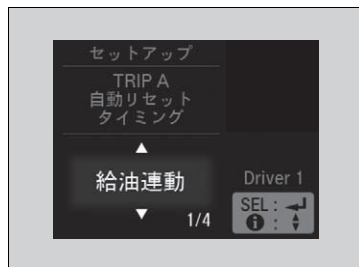 セットアップ
TRIP A
自動リセット
タイミング
▲
給油連動
▼
1/4
Driver 1
SEL : ⏎
ℹ : ♦